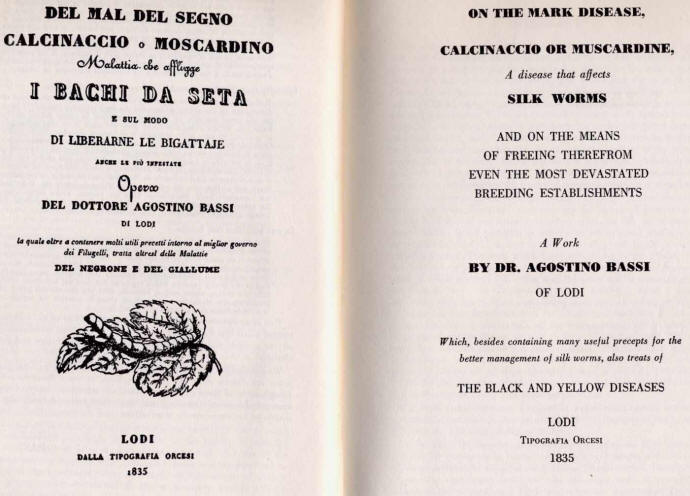 DEL MAL DEL SEGNO
CALCINACCIO o MOSCARDINO
Malattia che affligge
I BACHI DA SETA
E SUL MODO
DI LIBERARNE LE BIGATTAJE
ANCHE LE PIÙ INFESTATE
Opera
DEL DOTTORE AGOSTINO BASSI
DI LODI
la quale oltre a contenere molti utili precetti intorno al miglior governo
dei Filugelli, tratta altresì delle Malattie
DEL NEGRONE E DEL GIALLUME
LODI
DALLA TIPOGRAFIA ORCESI
1835
ON THE MARK DISEASE,
CALCINACCIO OR MUSCARDINE,
A disease that affects
SILK WORMS
AND ON THE MEANS
OF FREEING THEREFROM
EVEN THE MOST DEVASTATED
BREEDING ESTABLISHMENTS
A Work
BY DR. AGOSTINO BASSI
OF LODI
Which, besides containing many useful precepts for the
better management of silk worms, also treats of
THE BLACK AND YELLOW DISEASES
LODI
TIPOGRAFIA ORCESI
1835